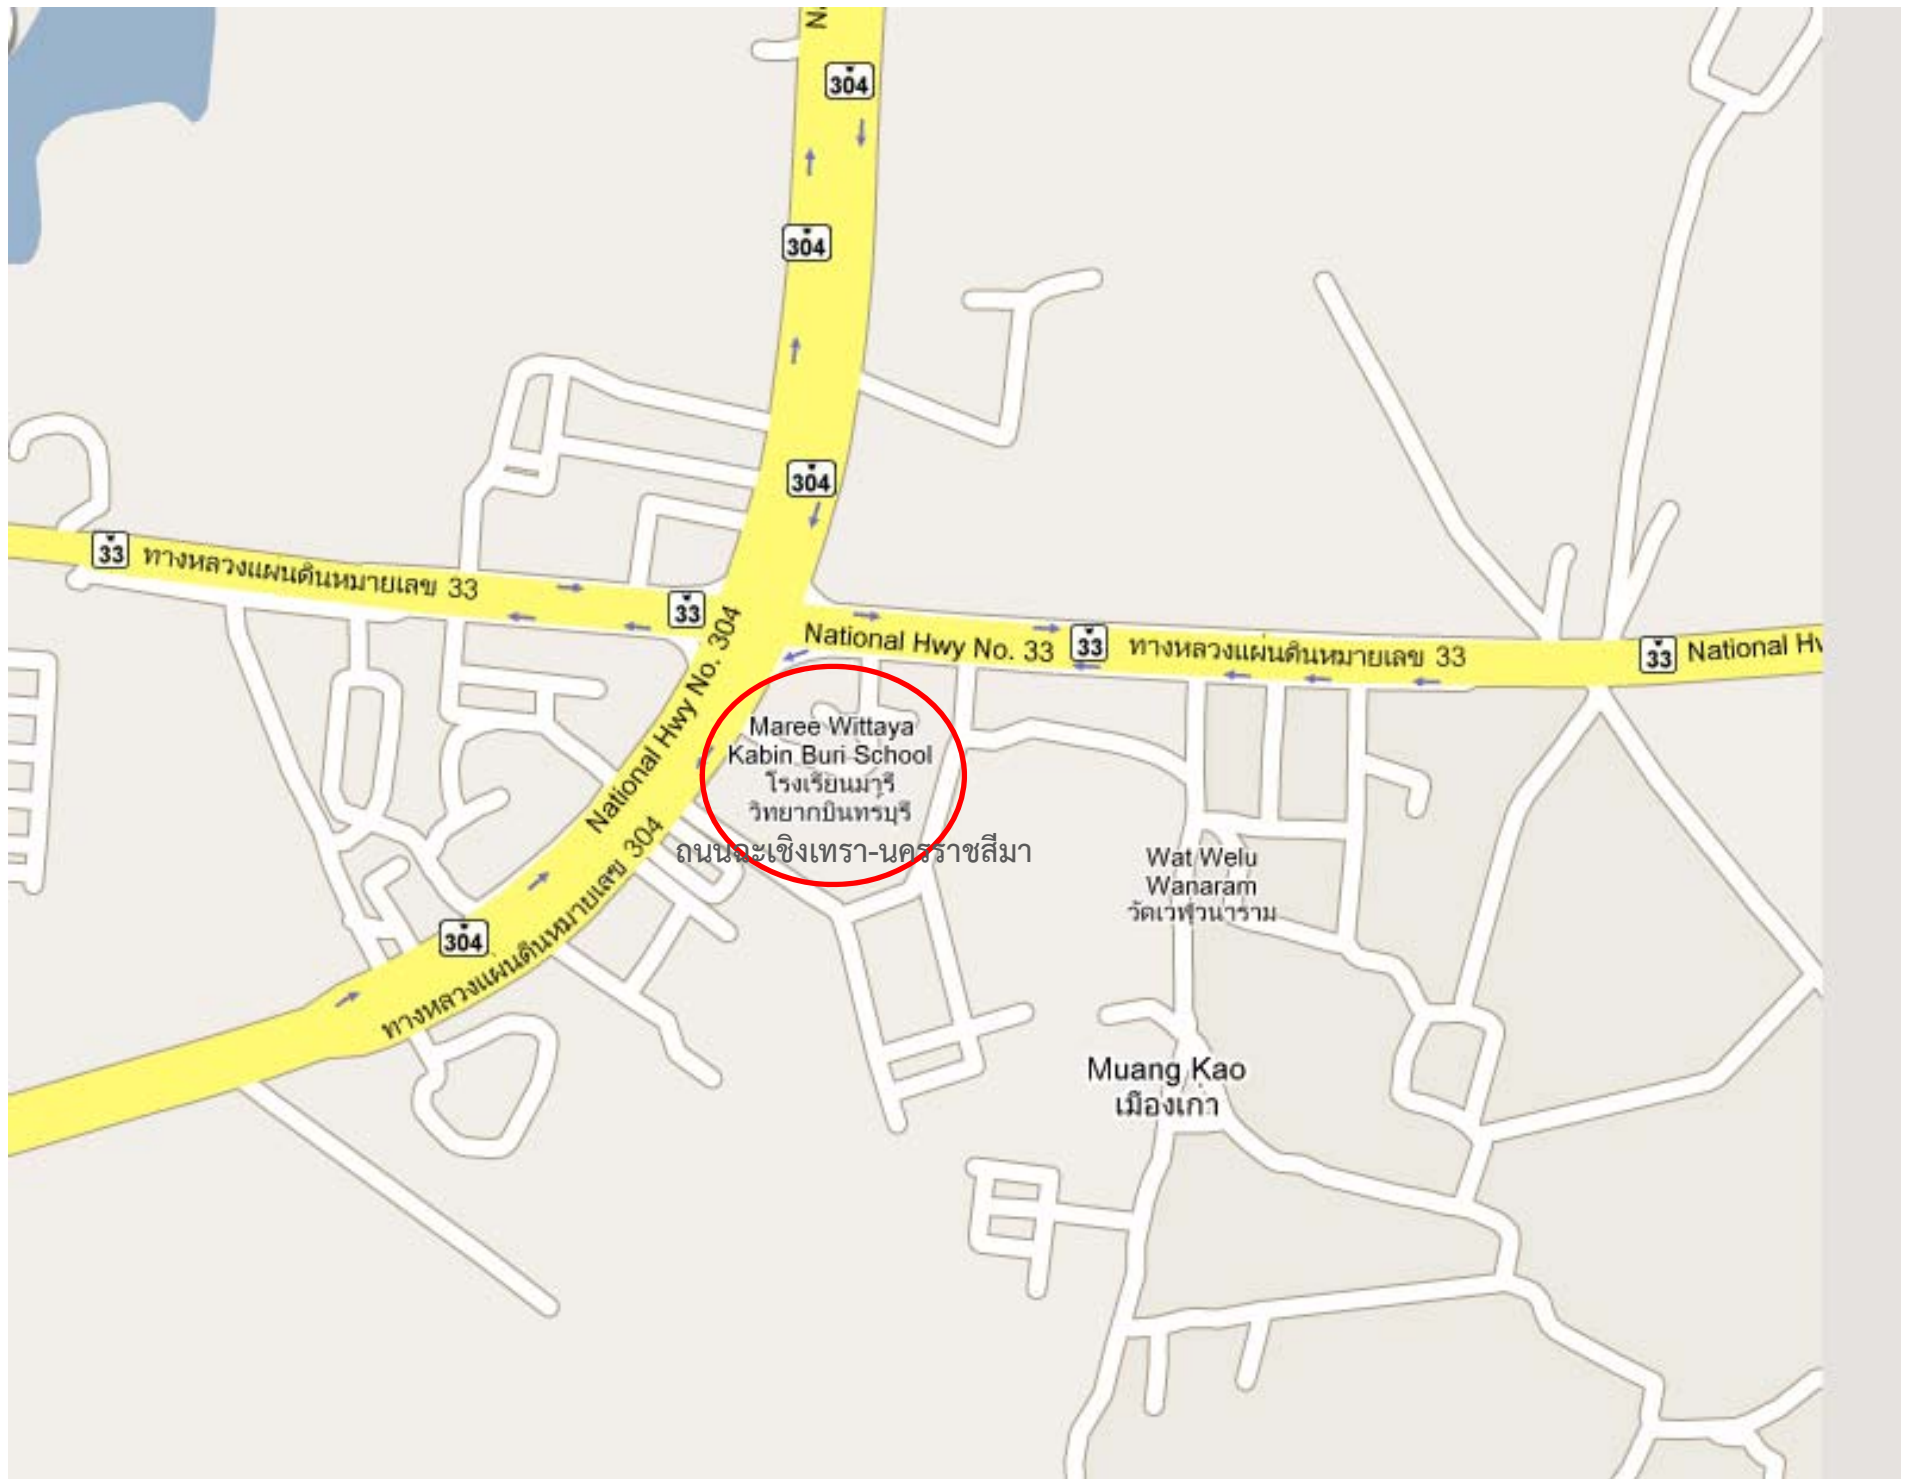 N
304
304
304
33
ทางหลวงแผ่นดินหมายเลข 33
33
National Hwy No. 304
National Hwy No. 33
33
ทางหลวงแผ่นดินหมายเลข 33
33
National Hw
Maree Wittaya
Kabin Buri School
โรงเรียนมารี
วิทยากบินทร์บุรี
ถนนฉะเชิงเทรา-นครราชสีมา
ทางหลวงแผ่นดินหมายเลข 304
304
Wat Welu
Wanaram
วัดเวฬุวนาราม
Muang Kao
เมืองเก่า